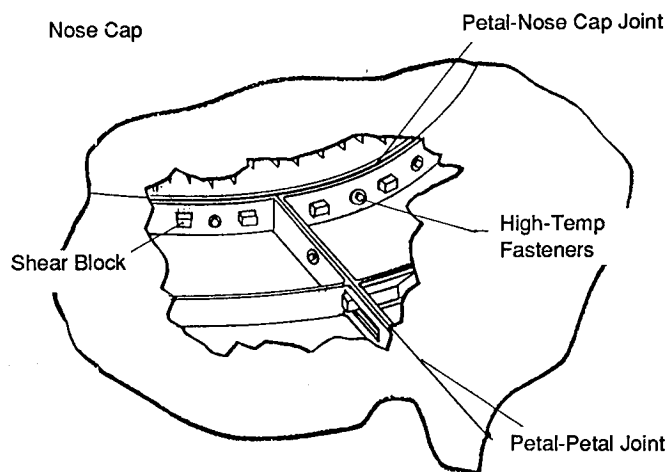 Nose Cap
Petal-Nose Cap Joint
High-Temp
Fasteners
Shear Block
Petal-Petal Joint